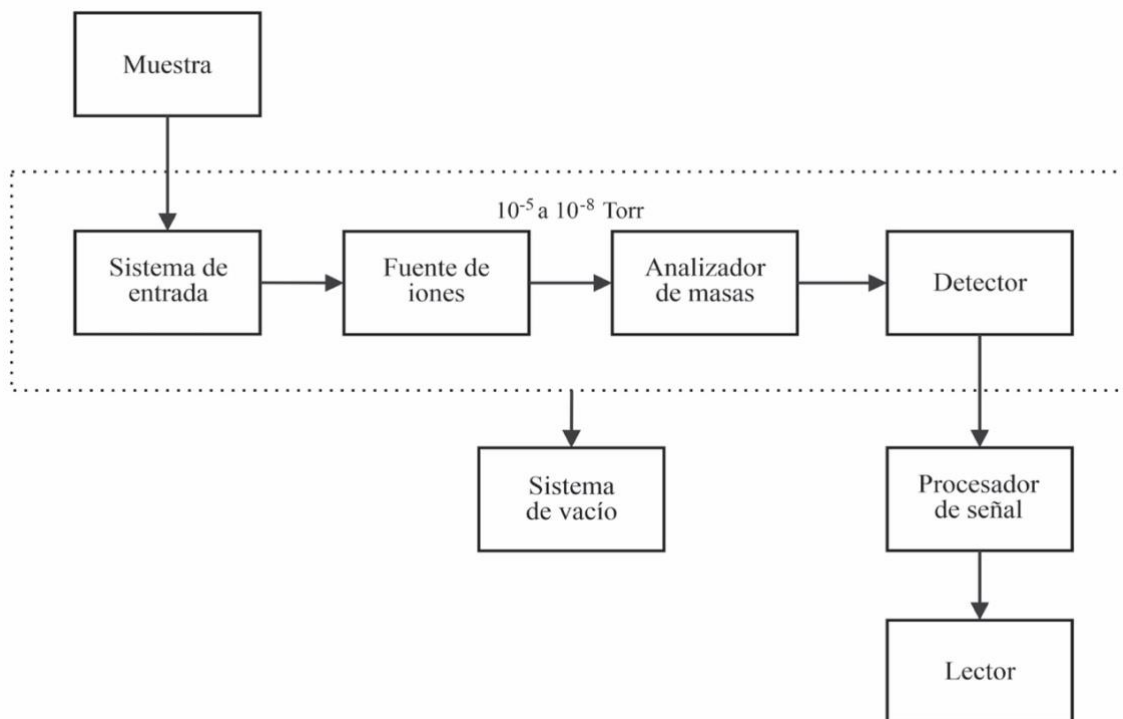 Muestra
10⁻⁵ a 10⁻⁸ Torr
Sistema de
entrada
Fuente de
iones
Analizador
de masas
Detector
Sistema
de vacío
Procesador
de señal
Lector